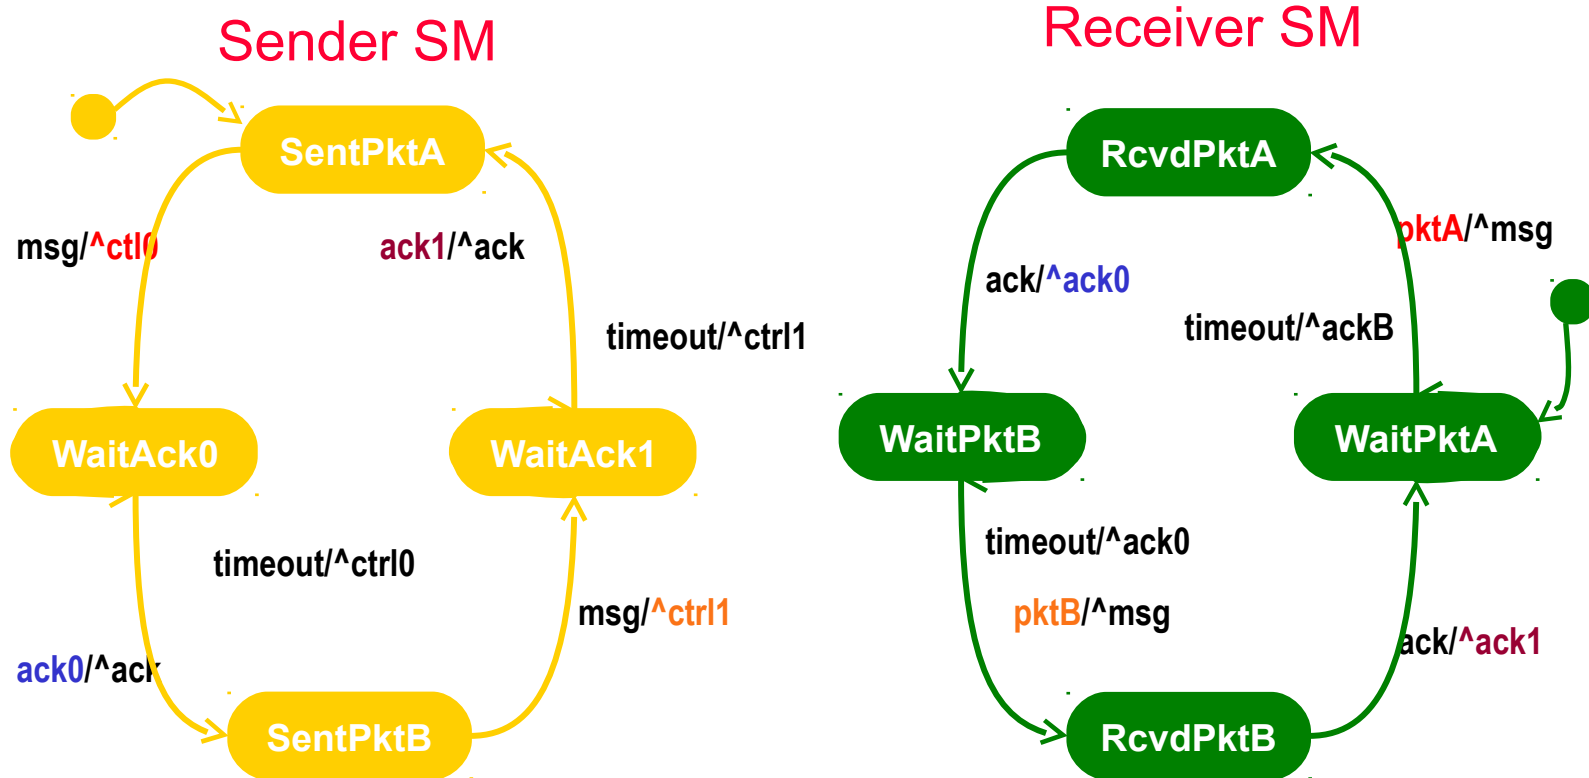 Sender SM
SentPktA
msg/^ctl0
ack1/^ack
timeout/^ctrl1
WaitAck0
WaitAck1
timeout/^ctrl0
msg/^ctrl1
ack0/^ack
SentPktB
Receiver SM
RcvdPktA
pktA/^msg
ack/^ack0
timeout/^ackB
WaitPktB
WaitPktA
timeout/^ack0
pktB/^msg
ack/^ack1
RcvdPktB